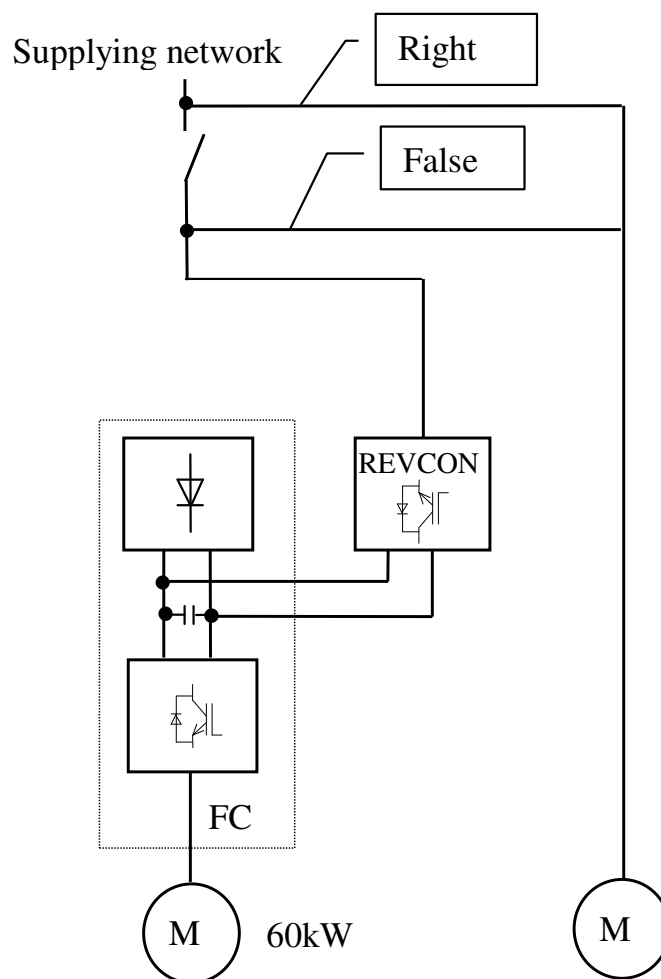 Supplying network
Right
False
REVCON
FC
M
60kW
M